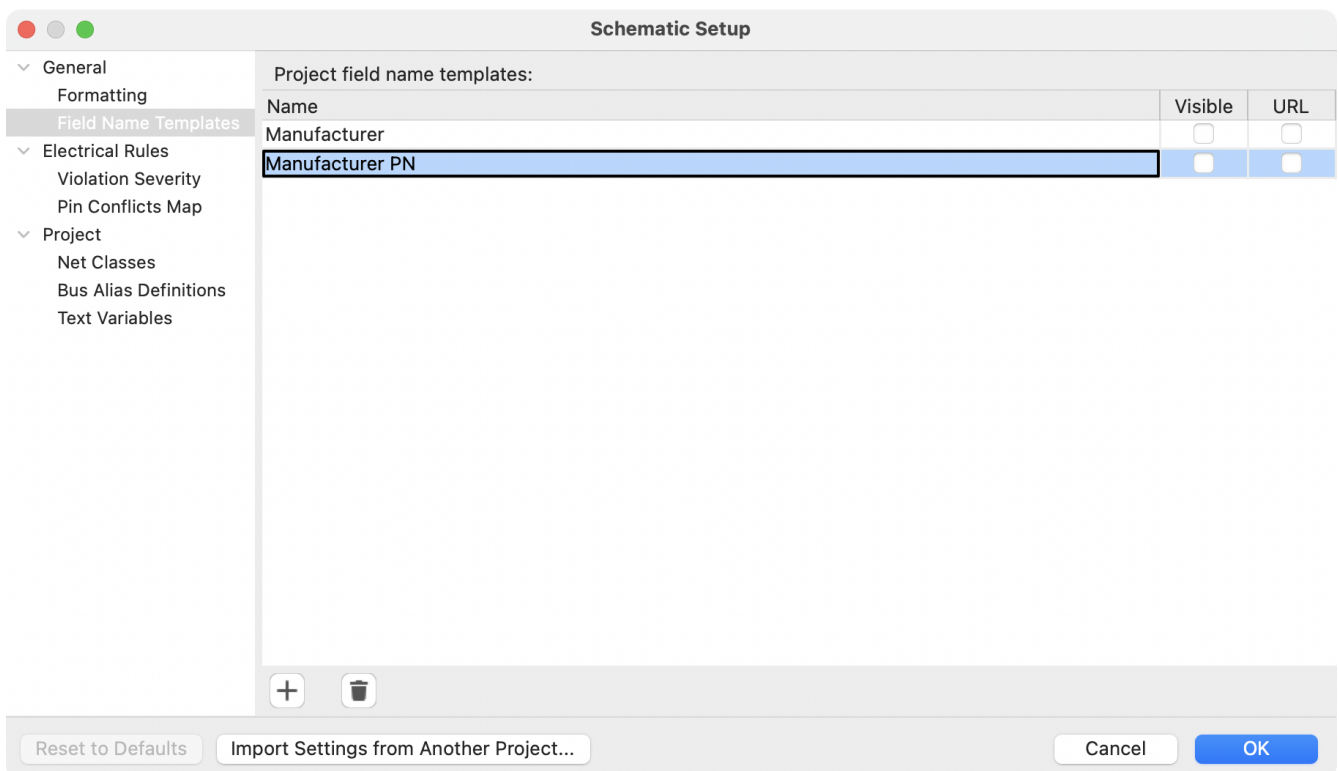 Schematic Setup
General
Formatting
Field Name Templates
Electrical Rules
Violation Severity
Pin Conflicts Map
Project
Net Classes
Bus Alias Definitions
Text Variables
Project field name templates:
Name Visible URL
Manufacturer
Manufacturer PN
Reset to Defaults Import Settings from Another Project... Cancel OK